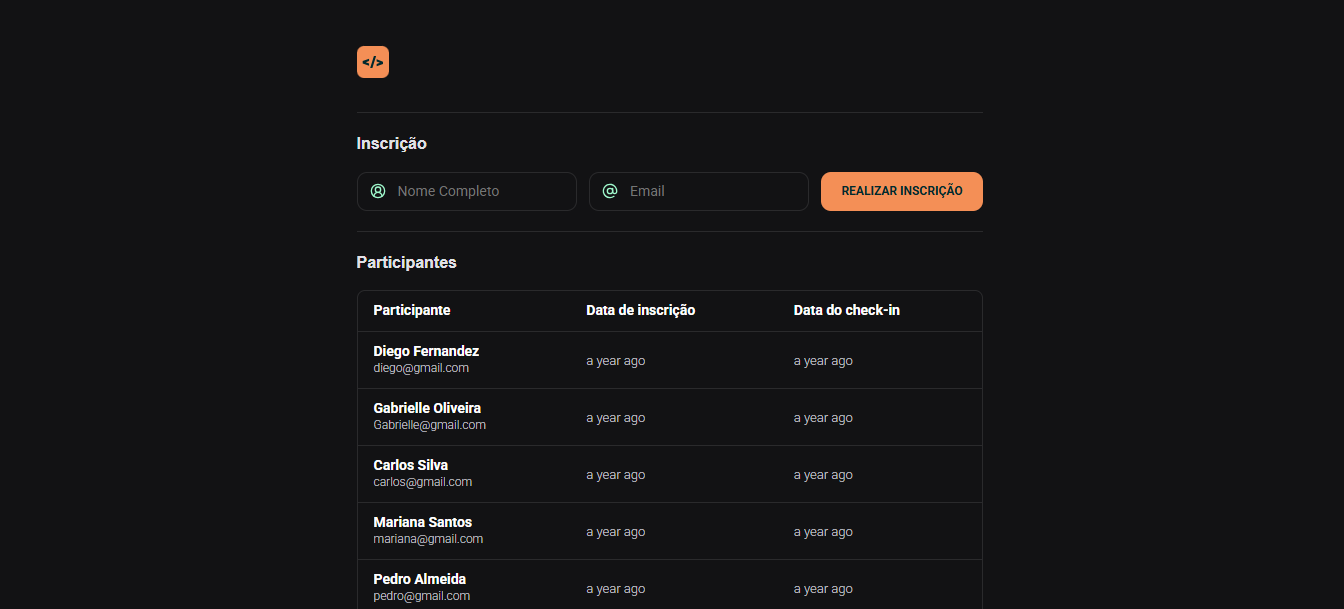 </>
Inscrição
Nome Completo Email REALIZAR INSCRIÇÃO
Participantes
Participante Data de inscrição Data do check-in
Diego Fernandez
diego@gmail.com a year ago a year ago
Gabrielle Oliveira
Gabrielle@gmail.com a year ago a year ago
Carlos Silva
carlos@gmail.com a year ago a year ago
Mariana Santos
mariana@gmail.com a year ago a year ago
Pedro Almeida
pedro@gmail.com a year ago a year ago